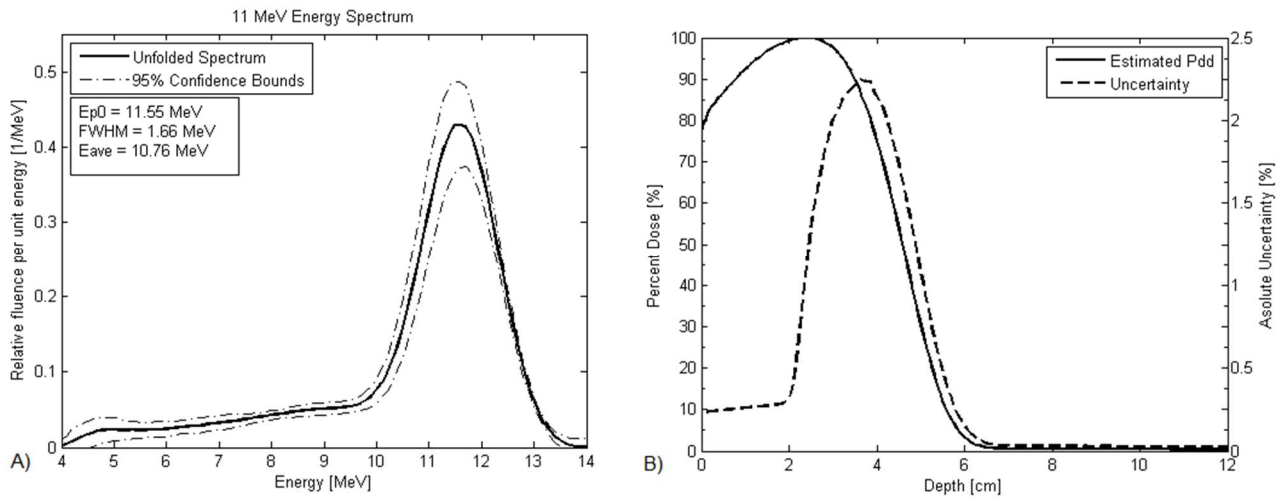 11 MeV Energy Spectrum
Unfolded Spectrum
95% Confidence Bounds
Ep0 = 11.55 MeV
FWHM = 1.66 MeV
Eave = 10.76 MeV
Relative fluence per unit energy [1/MeV]
0.5
0.4
0.3
0.2
0.1
0
4 5 6 7 8 9 10 11 12 13 14
Energy [MeV]
A)
Estimated Pdd
Uncertainty
Percent Dose [%]
100
90
80
70
60
50
40
30
20
10
0
2.5
2
1.5
1
0.5
0
Asolute Uncertainty [%]
0 2 4 6 8 10 12
Depth [cm]
B)